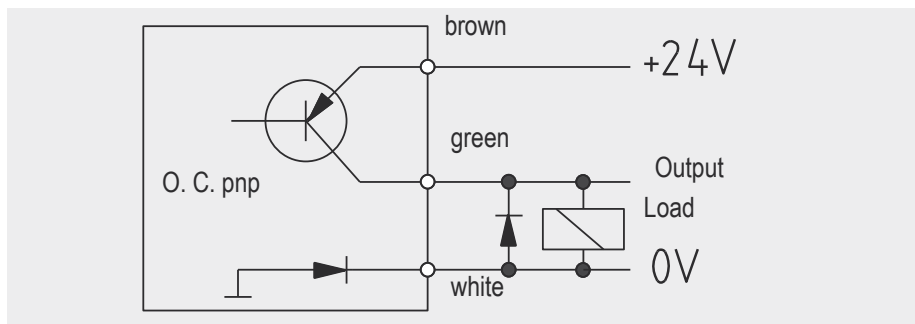 brown
+24V
green
Output
O. C. pnp
Load
0V
white